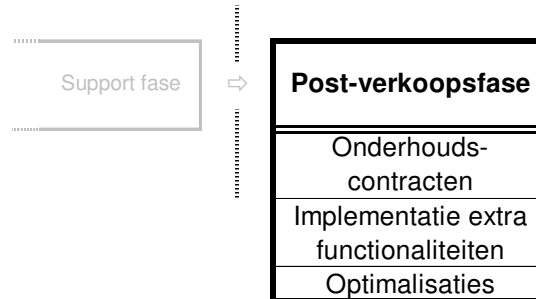 Support fase
⇨
Post-verkoopsfase
Onderhouds-
contracten
Implementatie extra
functionaliteiten
Optimalisaties